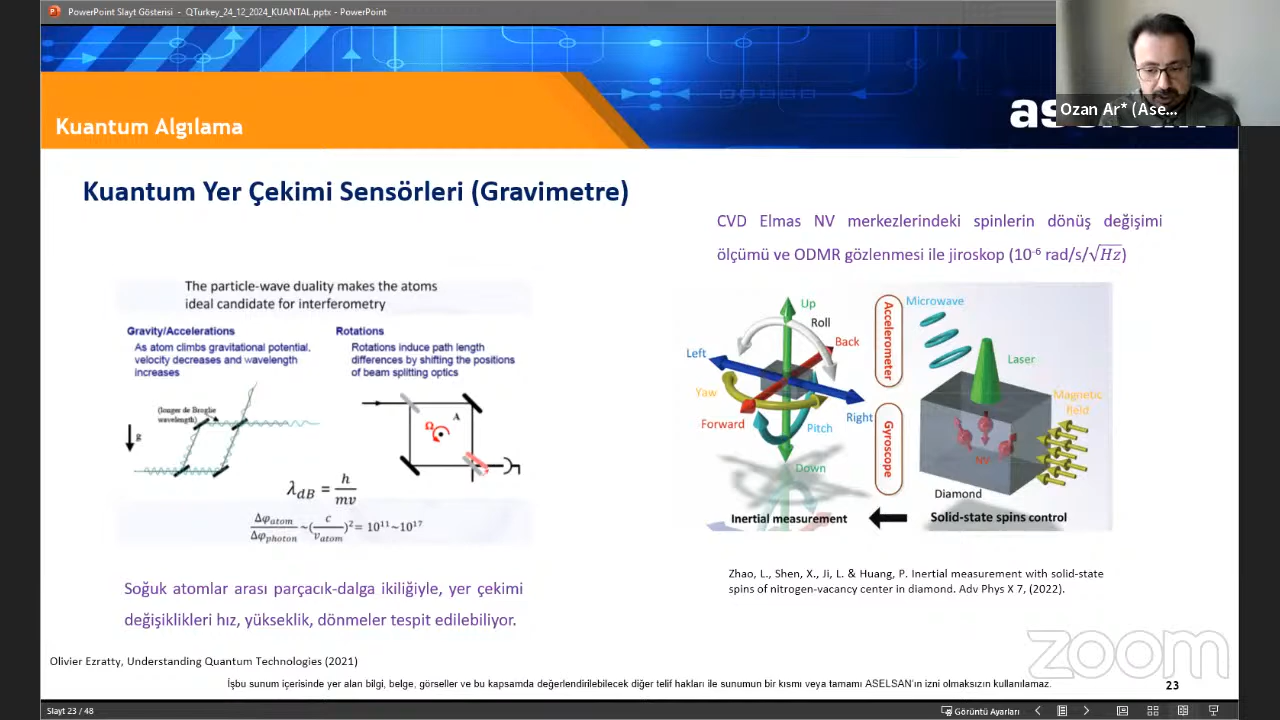 PowerPoint Slayt Gösterisi - QTurkey_24_12_2024_KUANTAL.pptx - PowerPoint
Kuantum Algılama
aselsan
Ozan Ar* (Ase...
Kuantum Yer Çekimi Sensörleri (Gravimetre)
The particle-wave duality makes the atoms
ideal candidate for interferometry
Gravity/Accelerations
As atom climbs gravitational potential,
velocity decreases and wavelength
increases
Rotations
Rotations induce path length
differences by shifting the positions
of beam splitting optics
(longer de Broglie
wavelength)
g
A
Ω
λ_dB = h/mv
Δφ_atom/Δφ_photon ~(c/v_atom)² = 10¹¹~10¹⁷
Soğuk atomlar arası parçacık-dalga ikiliğiyle, yer çekimi
değişiklikleri hız, yükseklik, dönmeler tespit edilebiliyor.
CVD Elmas NV merkezlerindeki spinlerin dönüş değişimi
ölçümü ve ODMR gözlenmesi ile jiroskop (10⁻⁶ rad/s/√Hz)
Up
Roll
Back
Left
Yaw
Forward
Pitch
Right
Down
Inertial measurement
Accelerometer
Gyroscope
Microwave
Laser
Magnetic
field
NV
Diamond
Solid-state spins control
Zhao, L., Shen, X., Ji, L. & Huang, P. Inertial measurement with solid-state
spins of nitrogen-vacancy center in diamond. Adv Phys X 7, (2022).
Olivier Ezratty, Understanding Quantum Technologies (2021)
zoom
İşbu sunum içerisinde yer alan bilgi, belge, görseller ve bu kapsamda değerlendirilebilecek diğer telif hakları ile sunumun bir kısmı veya tamamı ASELSAN'ın izni olmaksızın kullanılamaz.
23
Slayt 23 / 48
Görüntü Ayarları